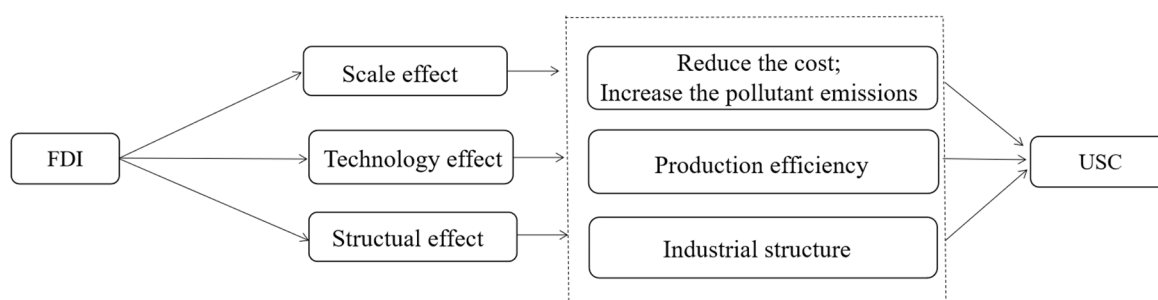 Scale effect
Reduce the cost;
Increase the pollutant emissions
FDI
Technology effect
Production efficiency
USC
Structual effect
Industrial structure